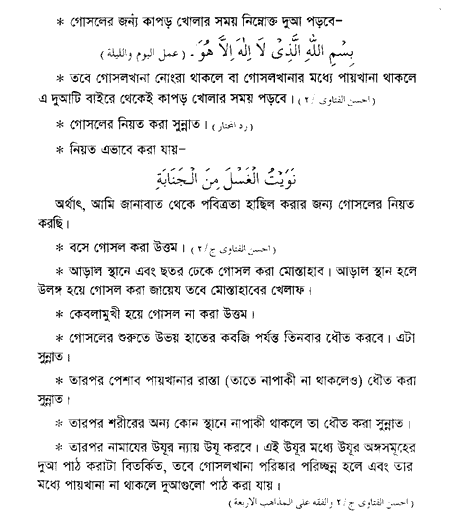 * গোসলের জন্য কাপড় খোলার সময় নিম্নোক্ত দুআ পড়বে–
بِسْمِ اللهِ الَّذِىْ لَا اِلٰهَ اِلَّا هُوَ - (عمل اليوم والليلة)
* তবে গোসলখানা নোংরা থাকলে বা গোসলখানার মধ্যে পায়খানা থাকলে
এ দুআটি বাইরে থেকেই কাপড় খোলার সময় পড়বে। (احسن الفتاوى /٢)
* গোসলের নিয়ত করা সুন্নাত। (رد المحتار)
* নিয়ত এভাবে করা যায়–
نَوَيْتُ الْغُسْلَ مِنَ الْجَنَابَةِ
অর্থাৎ, আমি জানাবাত থেকে পবিত্রতা হাছিল করার জন্য গোসলের নিয়ত
করছি।
* বসে গোসল করা উত্তম। (احسن الفتاوى ج/٢)
* আড়াল স্থানে এবং ছতর ঢেকে গোসল করা মোস্তাহাব। আড়াল স্থান হলে
উলঙ্গ হয়ে গোসল করা জায়েয তবে মোস্তাহাবের খেলাফ।
* কেবলামুখী হয়ে গোসল না করা উত্তম।
* গোসলের শুরুতে উভয় হাতের কবজি পর্যন্ত তিনবার ধৌত করবে। এটা
সুন্নাত।
* তারপর পেশাব পায়খানার রাস্তা (তাতে নাপাকী না থাকলেও) ধৌত করা
সুন্নাত।
* তারপর শরীরের অন্য কোন স্থানে নাপাকী থাকলে তা ধৌত করা সুন্নাত।
* তারপর নামাযের উযূর ন্যায় উযূ করবে। এই উযূর মধ্যে উযূর অঙ্গসমূহের
দুআ পাঠ করাটা বিতর্কিত, তবে গোসলখানা পরিষ্কার পরিচ্ছন্ন হলে এবং তার
মধ্যে পায়খানা না থাকলে দুআগুলো পাঠ করা যায়।
(احسن الفتاوى ج/٢ والفقه على المذاهب الاربعة)